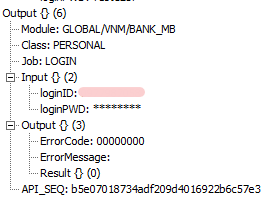 Output {} (6)
Module: GLOBAL/VNM/BANK_MB
Class: PERSONAL
Job: LOGIN
Input {} (2)
loginID:
loginPWD: ********
Output {} (3)
ErrorCode: 00000000
ErrorMessage:
Result {} (0)
API_SEQ: b5e07018734adf209d4016922b6c57e3